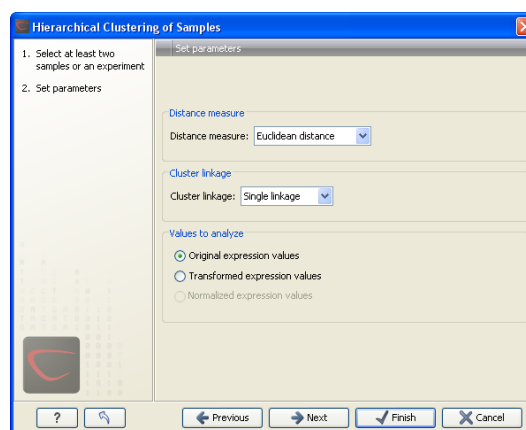 Hierarchical Clustering of Samples
1. Select at least two
samples or an experiment
2. Set parameters
Set parameters
Distance measure
Distance measure: Euclidean distance
Cluster linkage
Cluster linkage: Single linkage
Values to analyze
Original expression values
Transformed expression values
Normalized expression values
? Previous Next Finish Cancel